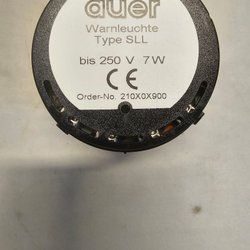 auer
Warnleuchte
Type SLL
bis 250 V 7W
CE
Order-No. 210X0X900